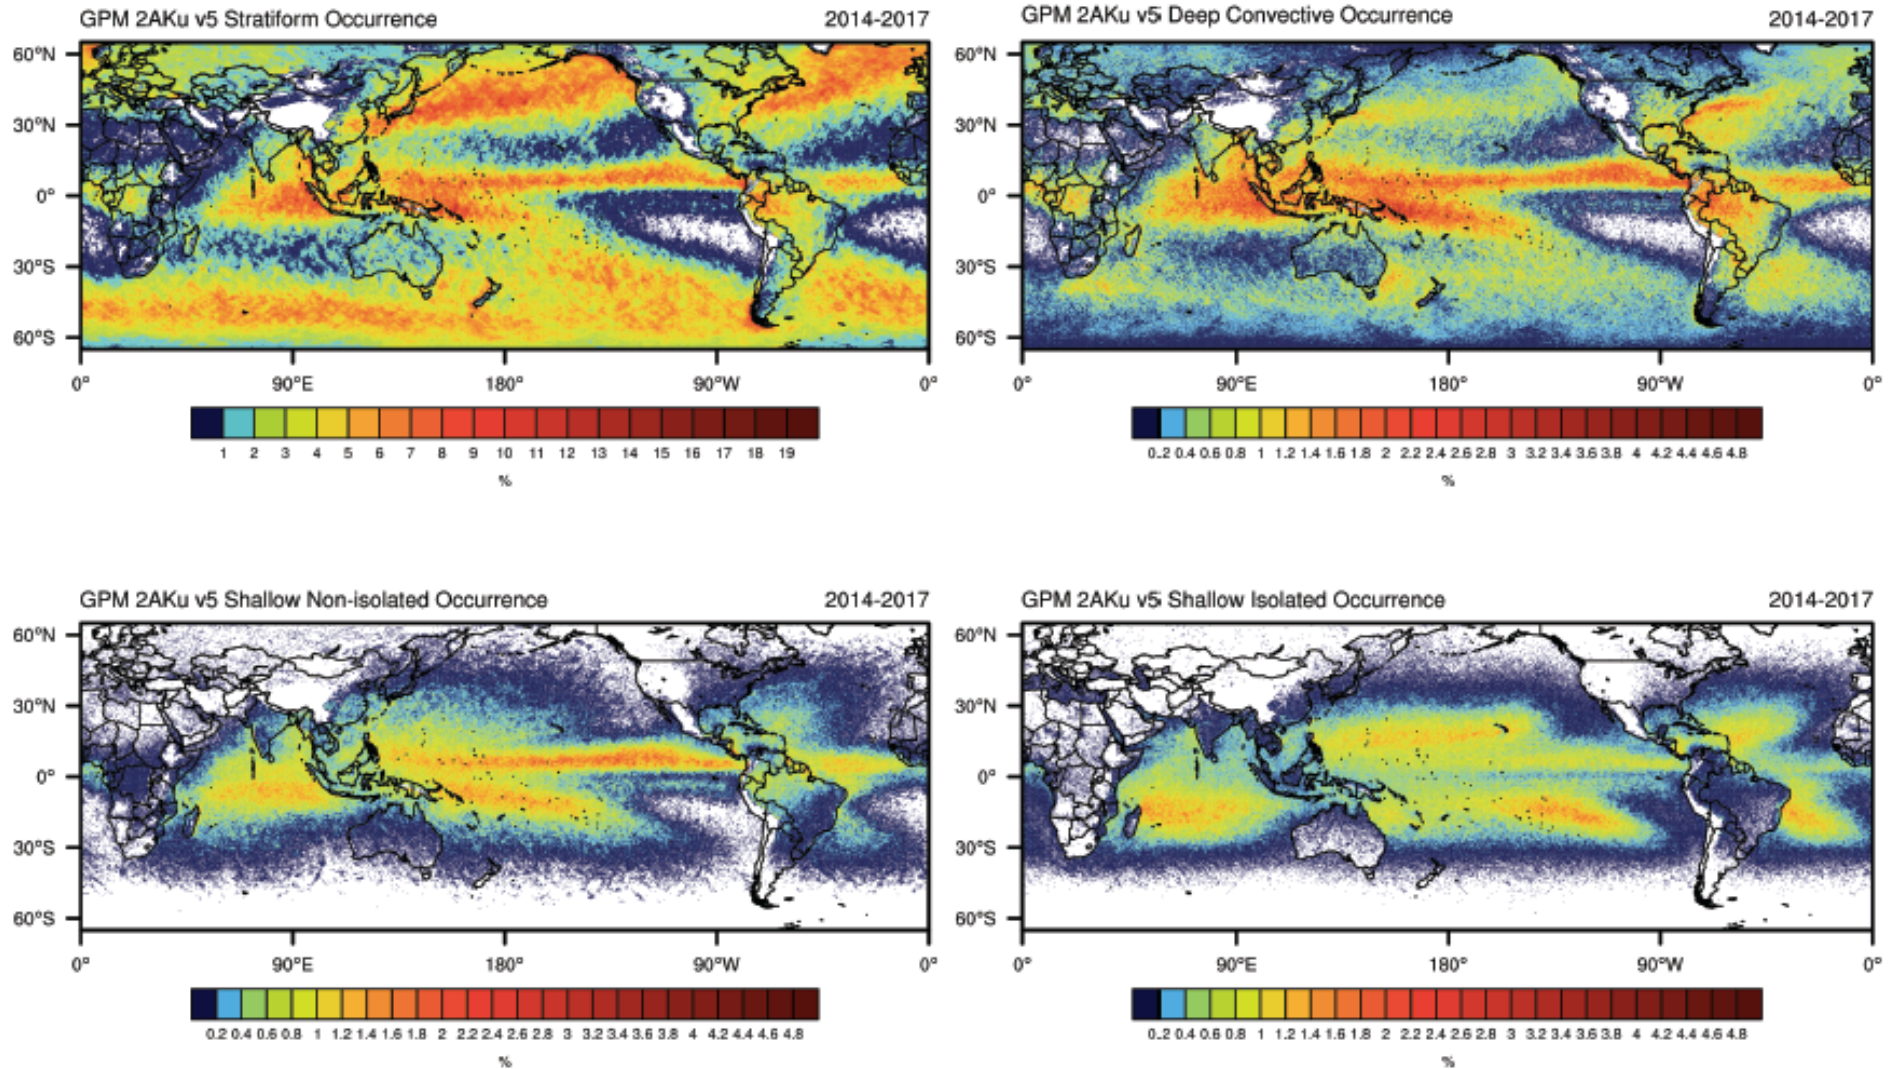 GPM 2AKu v5 Stratiform Occurrence 2014-2017
60°N
30°N
0°
30°S
60°S
0° 90°E 180° 90°W 0°
1 2 3 4 5 6 7 8 9 10 11 12 13 14 15 16 17 18 19
%
GPM 2AKu v5 Deep Convective Occurrence 2014-2017
60°N
30°N
0°
30°S
60°S
0° 90°E 180° 90°W 0°
0.2 0.4 0.6 0.8 1 1.2 1.4 1.6 1.8 2 2.2 2.4 2.6 2.8 3 3.2 3.4 3.6 3.8 4 4.2 4.4 4.6 4.8
%
GPM 2AKu v5 Shallow Non-isolated Occurrence 2014-2017
60°N
30°N
0°
30°S
60°S
0° 90°E 180° 90°W 0°
0.2 0.4 0.6 0.8 1 1.2 1.4 1.6 1.8 2 2.2 2.4 2.6 2.8 3 3.2 3.4 3.6 3.8 4 4.2 4.4 4.6 4.8
%
GPM 2AKu v5 Shallow Isolated Occurrence 2014-2017
60°N
30°N
0°
30°S
60°S
0° 90°E 180° 90°W 0°
0.2 0.4 0.6 0.8 1 1.2 1.4 1.6 1.8 2 2.2 2.4 2.6 2.8 3 3.2 3.4 3.6 3.8 4 4.2 4.4 4.6 4.8
%